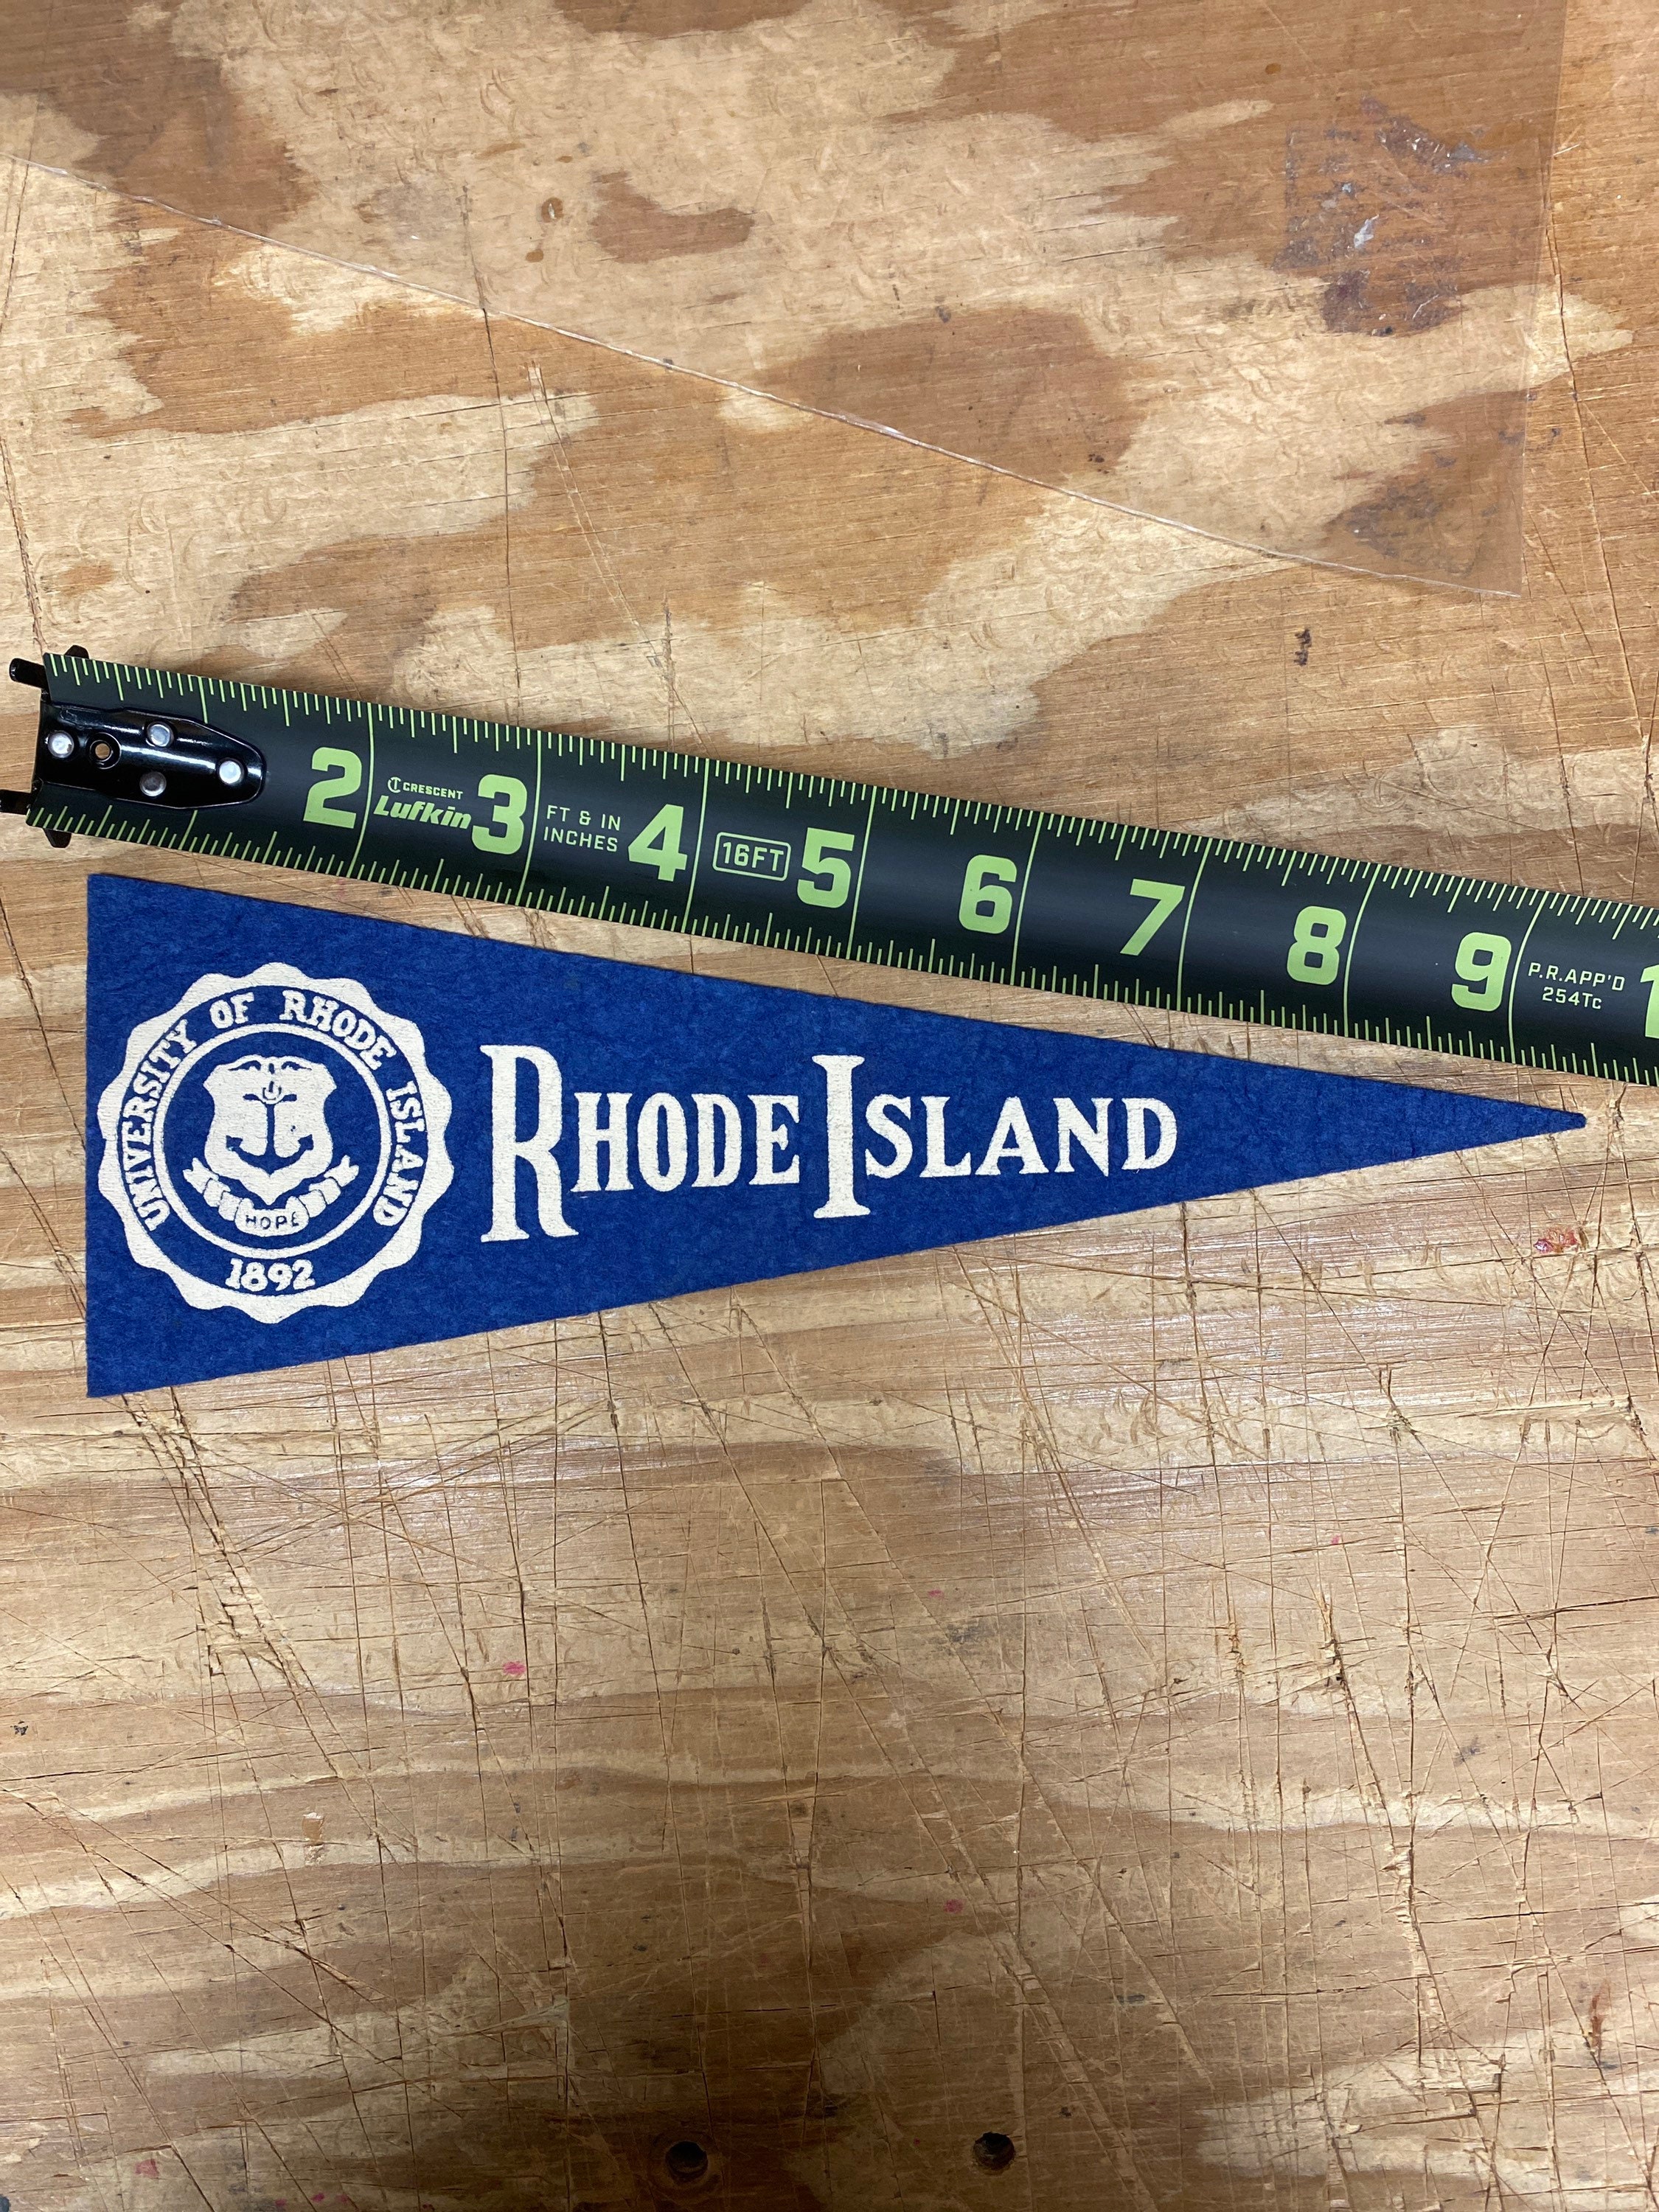 2 3 4 5 6 7 8 9 1
CRESCENT
Lufkin
FT & IN
INCHES
16FT
P.R.APP'D
254Tc
UNIVERSITY OF RHODE ISLAND
HOPE
1892
RHODE ISLAND